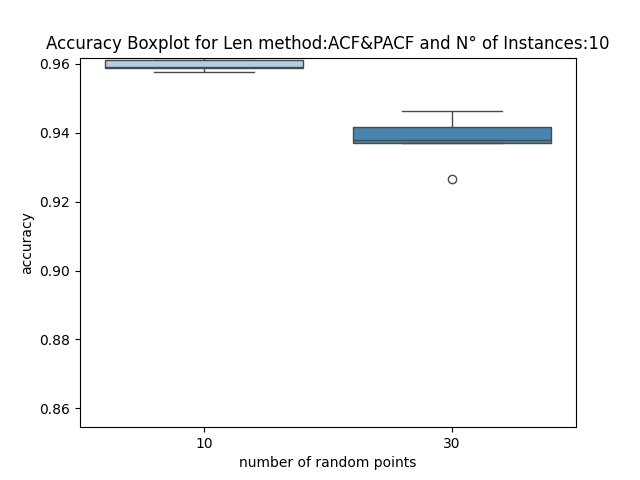 Accuracy Boxplot for Len method:ACF&PACF and N° of Instances:10
0.96
0.94
0.92
0.90
0.88
0.86
accuracy
10 30
number of random points